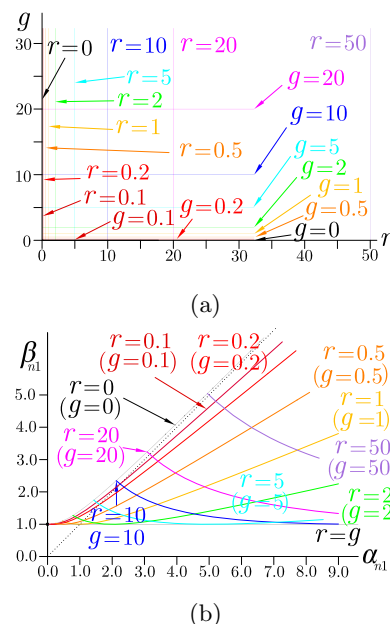 g
30
20
10
0
0 10 20 30 40 50 r
r=0 r=10 r=20 r=50
r=5
r=2
r=1
r=0.5
r=0.2
r=0.1
g=0.1 g=0.2
g=20
g=10
g=5
g=2
g=1
g=0.5
g=0
(a)
βn1
5.0
4.0
3.0
2.0
1.0
0.0
0.0 1.0 2.0 3.0 4.0 5.0 6.0 7.0 8.0 9.0 αn1
r=0.1 r=0.2
(g=0.1) (g=0.2)
r=0.5
(g=0.5)
r=0
(g=0)
r=1
(g=1)
r=20
(g=20)
r=50
(g=50
r=5
(g=5)
r=2
(g=2
r=10
g=10
r=g
(b)